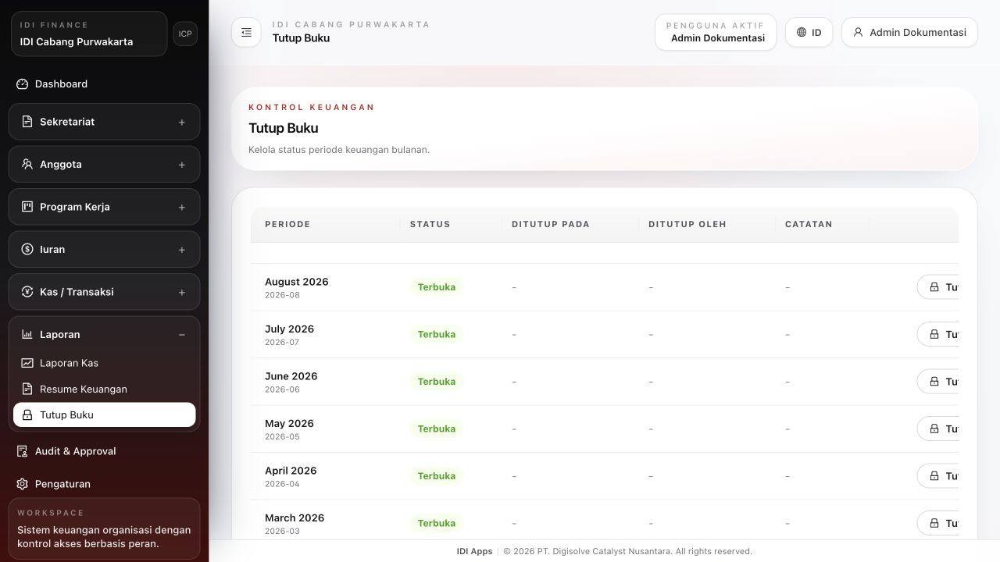 IDI FINANCE
IDI Cabang Purwakarta
ICP
Dashboard
Sekretariat +
Anggota +
Program Kerja +
Iuran +
Kas / Transaksi +
Laporan −
Laporan Kas
Resume Keuangan
Tutup Buku
Audit & Approval
Pengaturan
WORKSPACE
Sistem keuangan organisasi dengan
kontrol akses berbasis peran.
IDI CABANG PURWAKARTA
Tutup Buku
PENGGUNA AKTIF
Admin Dokumentasi
ID
Admin Dokumentasi
KONTROL KEUANGAN
Tutup Buku
Kelola status periode keuangan bulanan.
PERIODE STATUS DITUTUP PADA DITUTUP OLEH CATATAN
August 2026 Terbuka - - - Tu
2026-08
July 2026 Terbuka - - - Tu
2026-07
June 2026 Terbuka - - - Tu
2026-06
May 2026 Terbuka - - - Tu
2026-05
April 2026 Terbuka - - - Tu
2026-04
March 2026 Terbuka - - - Tu
2026-03
IDI Apps | © 2026 PT. Digisolve Catalyst Nusantara. All rights reserved.